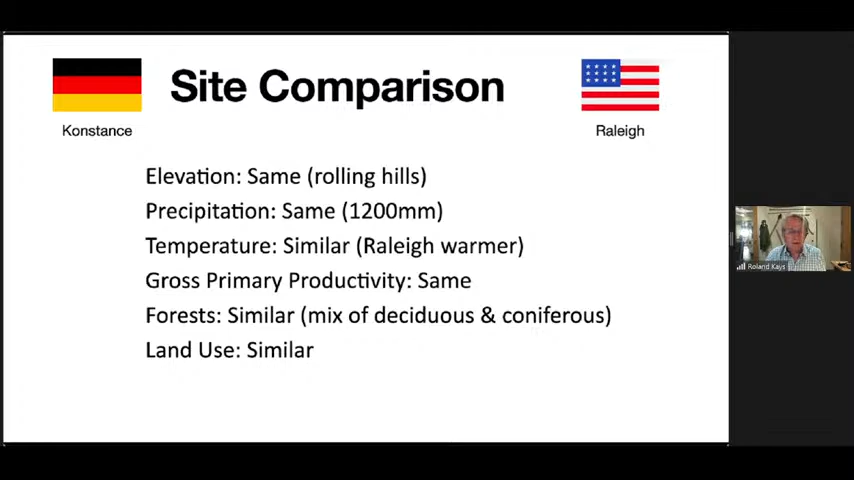 Site Comparison
Konstance
Raleigh
Elevation: Same (rolling hills)
Precipitation: Same (1200mm)
Temperature: Similar (Raleigh warmer)
Gross Primary Productivity: Same
Forests: Similar (mix of deciduous & coniferous)
Land Use: Similar
Roland Kays